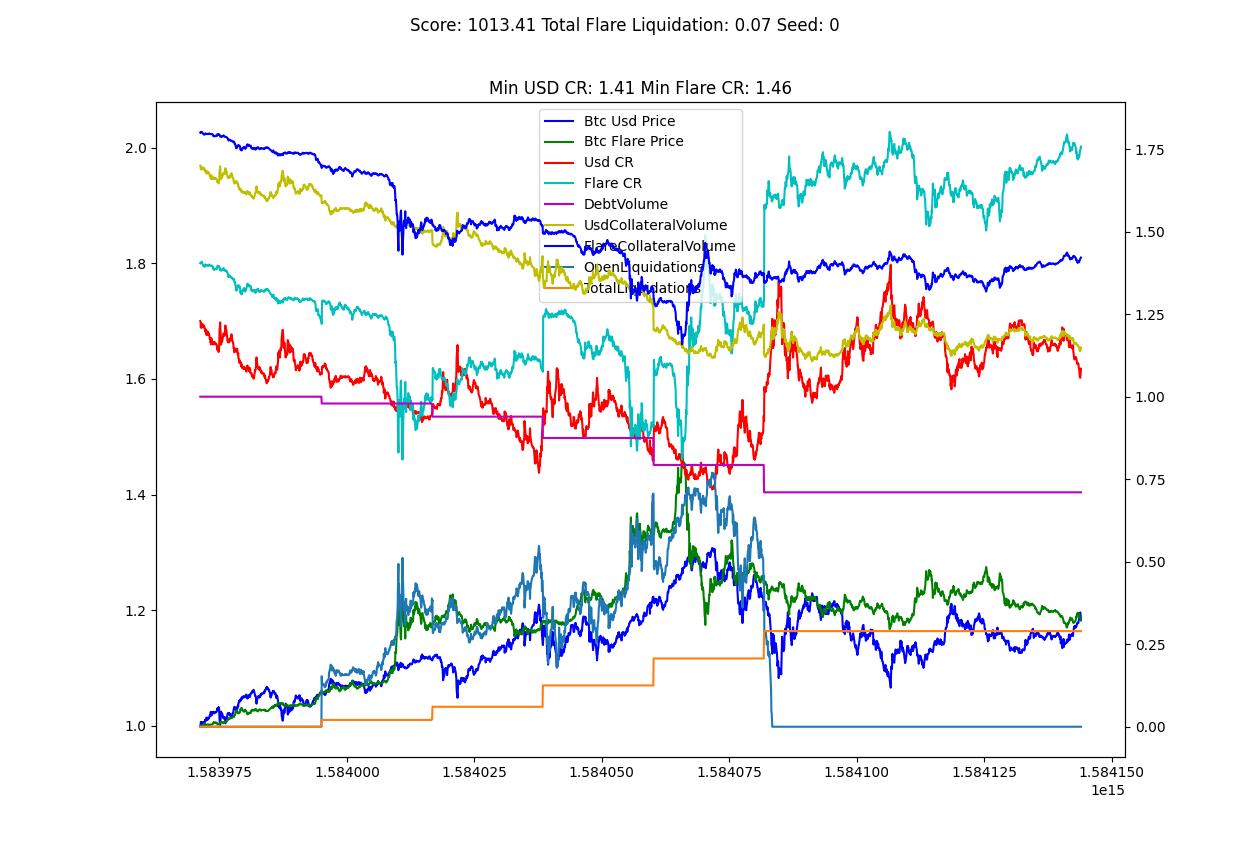 Score: 1013.41 Total Flare Liquidation: 0.07 Seed: 0
Min USD CR: 1.41 Min Flare CR: 1.46
Btc Usd Price
Btc Flare Price
Usd CR
Flare CR
DebtVolume
UsdCollateralVolume
FlareCollateralVolume
OpenLiquidations
TotalLiquidations
2.0
1.8
1.6
1.4
1.2
1.0
1.75
1.50
1.25
1.00
0.75
0.50
0.25
0.00
1.583975 1.584000 1.584025 1.584050 1.584075 1.584100 1.584125 1.584150
1e15